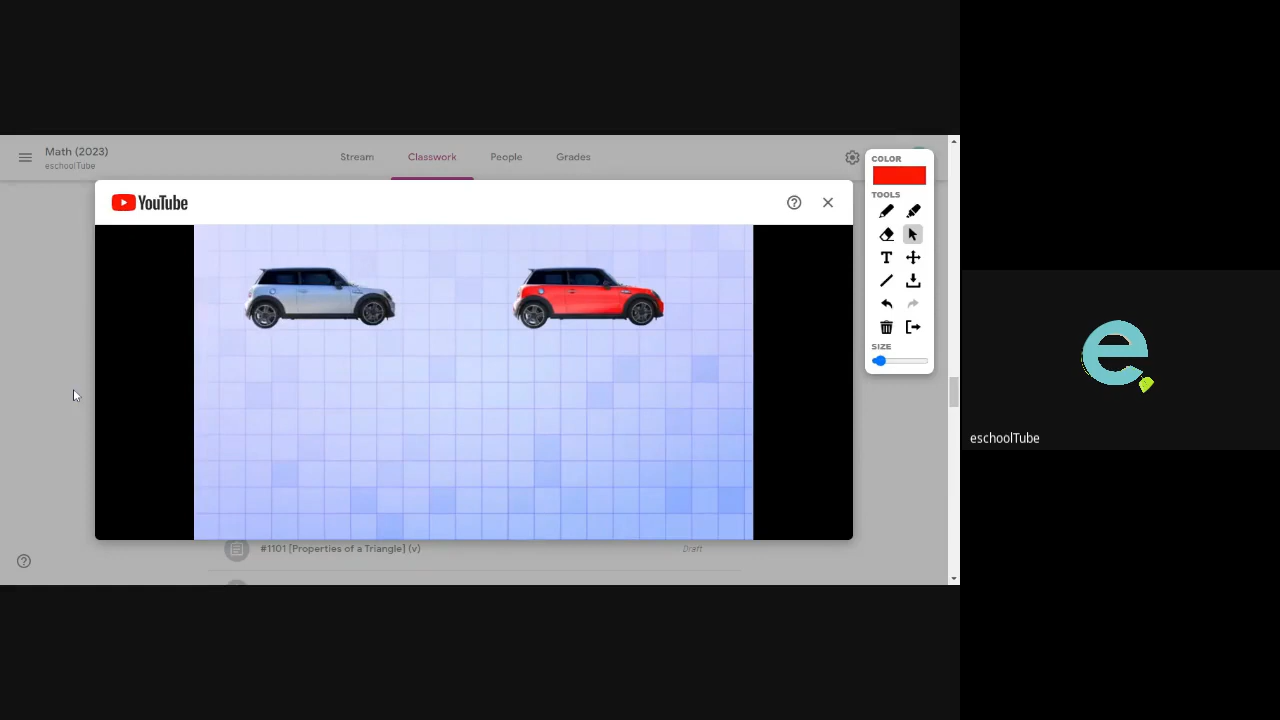 Math (2023)
eschoolTube
Stream
Classwork
People
Grades
YouTube
COLOR
TOOLS
T
SIZE
#1101 [Properties of a Triangle] (v)
Draft
e
eschoolTube